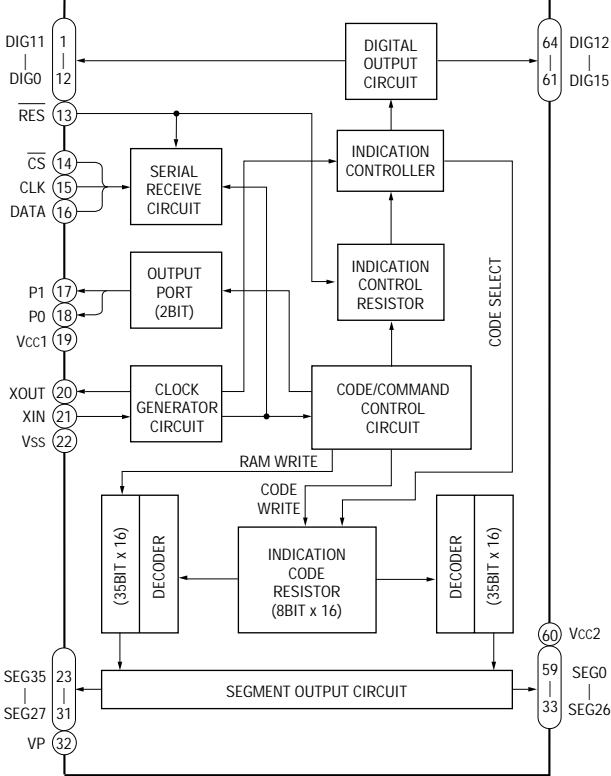 DIG11
|
DIG0
1
|
12
DIGITAL
OUTPUT
CIRCUIT
64
|
61
DIG12
|
DIG15
RES
13
CS
14
CLK
15
DATA
16
SERIAL
RECEIVE
CIRCUIT
INDICATION
CONTROLLER
P1
17
P0
18
VCC1
19
OUTPUT
PORT
(2BIT)
INDICATION
CONTROL
RESISTOR
CODE SELECT
XOUT
20
XIN
21
VSS
22
CLOCK
GENERATOR
CIRCUIT
CODE/COMMAND
CONTROL
CIRCUIT
RAM WRITE
CODE
WRITE
(35BIT x 16)
DECODER
INDICATION
CODE
RESISTOR
(8BIT x 16)
DECODER
(35BIT x 16)
60
VCC2
SEG35
|
SEG27
23
|
31
SEGMENT OUTPUT CIRCUIT
59
|
33
SEG0
|
SEG26
VP
32